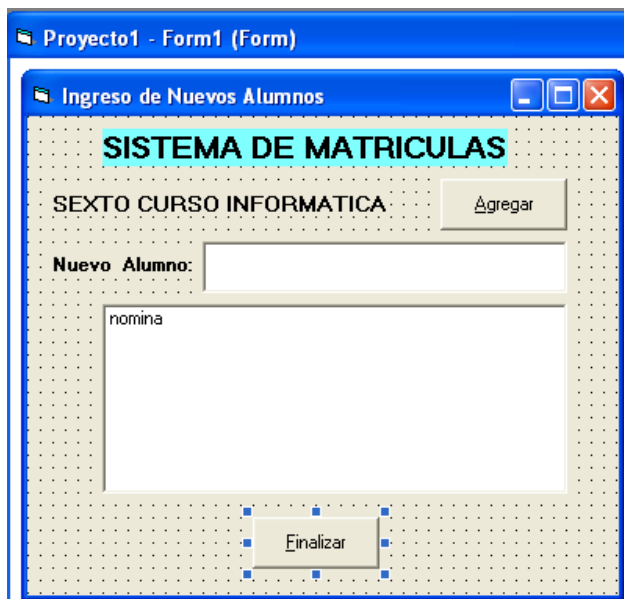 Proyecto1 - Form1 (Form)
Ingreso de Nuevos Alumnos
SISTEMA DE MATRICULAS
SEXTO CURSO INFORMATICA
Agregar
Nuevo Alumno:
nomina
Finalizar